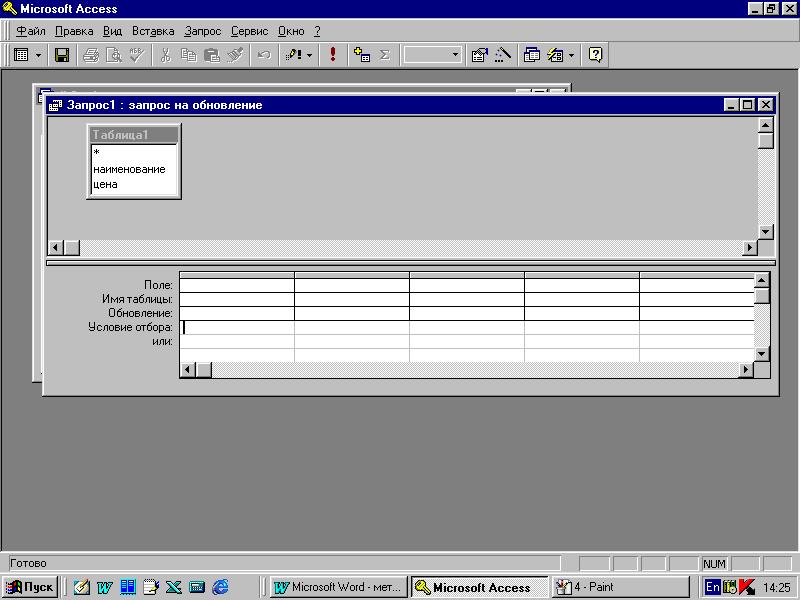 Microsoft Access
Файл Правка Вид Вставка Запрос Сервис Окно ?
Запрос1 : запрос на обновление
Таблица1
*
наименование
цена
Поле:
Имя таблицы:
Обновление:
Условие отбора:
или:
Готово
NUM
Пуск
Microsoft Word - мет...
Microsoft Access
4 - Paint
En
14:25